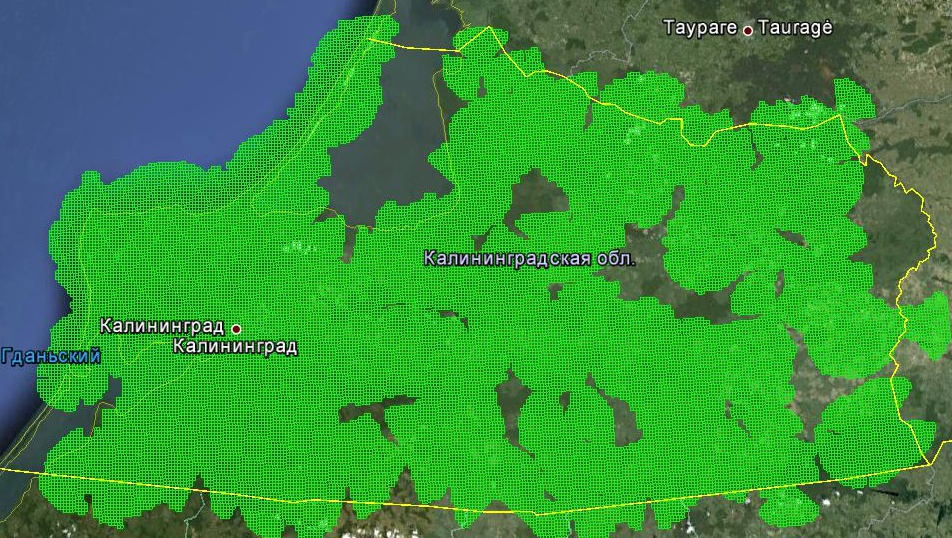 Таураге Tauragė
Калининградская обл.
Калининград
Калининград
Гданьский